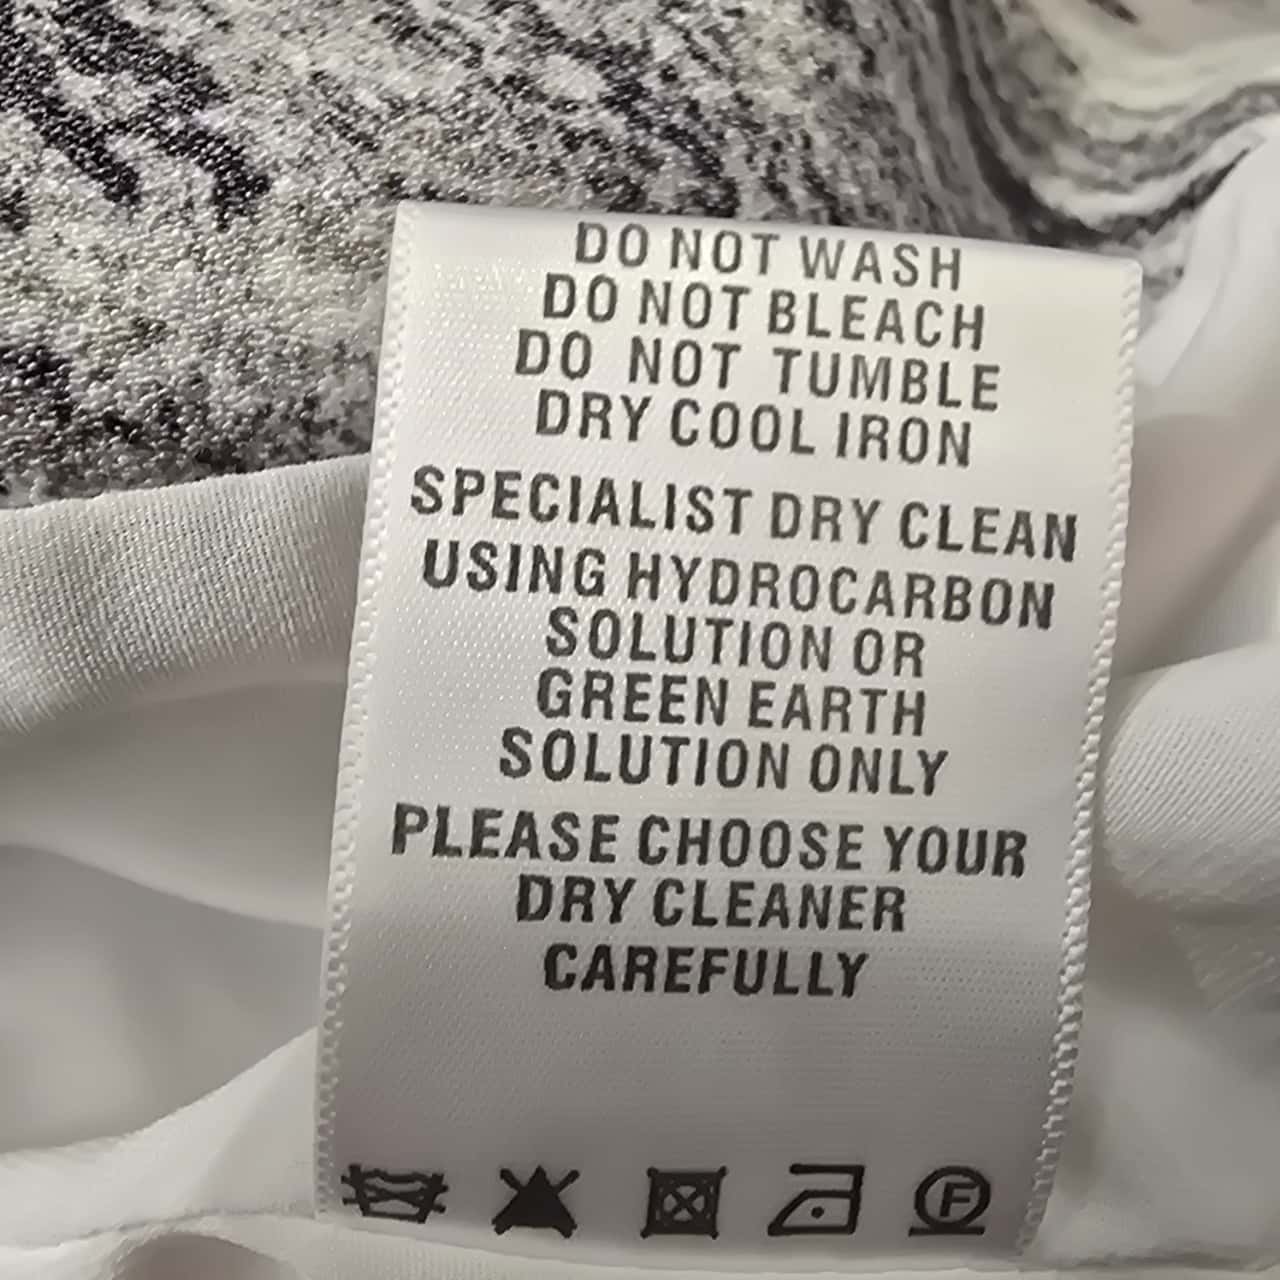 DO NOT WASH
DO NOT BLEACH
DO NOT TUMBLE
DRY COOL IRON
SPECIALIST DRY CLEAN
USING HYDROCARBON
SOLUTION OR
GREEN EARTH
SOLUTION ONLY
PLEASE CHOOSE YOUR
DRY CLEANER
CAREFULLY
F